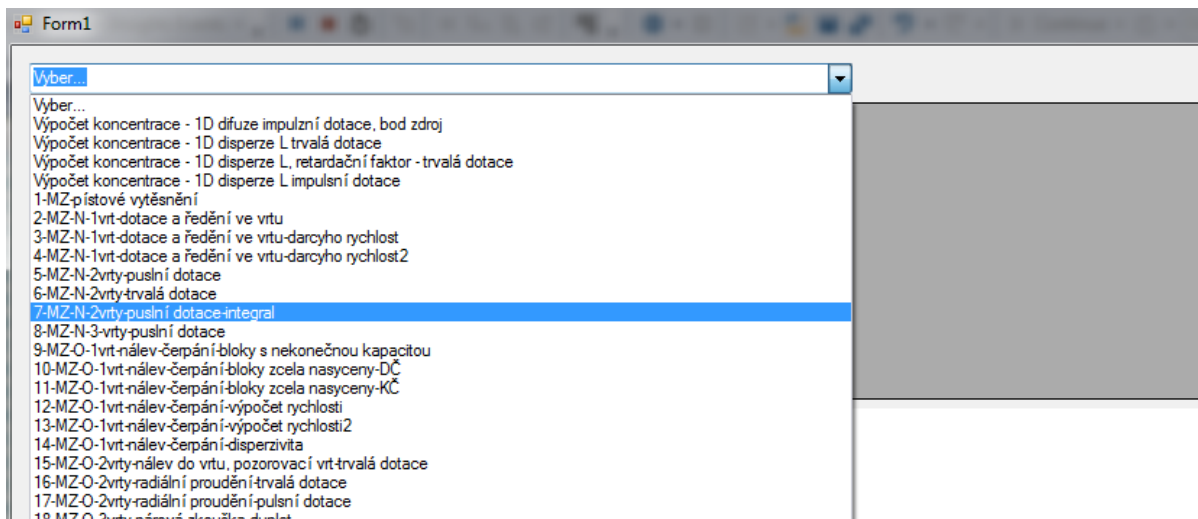 Form1
Vyber...
Vyber...
Výpočet koncentrace - 1D difuze impulzní dotace, bod zdroj
Výpočet koncentrace - 1D disperze L trvalá dotace
Výpočet koncentrace - 1D disperze L, retardační faktor - trvalá dotace
Výpočet koncentrace - 1D disperze L impulsní dotace
1-MZ-pístové vytěsnění
2-MZ-N-1vrt-dotace a ředění ve vrtu
3-MZ-N-1vrt-dotace a ředění ve vrtu-darcyho rychlost
4-MZ-N-1vrt-dotace a ředění ve vrtu-darcyho rychlost2
5-MZ-N-2vrty-puslní dotace
6-MZ-N-2vrty-trvalá dotace
7-MZ-N-2vrty-puslní dotace-integral
8-MZ-N-3-vrty-puslní dotace
9-MZ-O-1vrt-nálev-čerpání-bloky s nekonečnou kapacitou
10-MZ-O-1vrt-nálev-čerpání-bloky zcela nasyceny-DČ
11-MZ-O-1vrt-nálev-čerpání-bloky zcela nasyceny-KČ
12-MZ-O-1vrt-nálev-čerpání-výpočet rychlosti
13-MZ-O-1vrt-nálev-čerpání-výpočet rychlosti2
14-MZ-O-1vrt-nálev-čerpání-disperzivita
15-MZ-O-2vrty-nálev do vrtu, pozorovací vrt-trvalá dotace
16-MZ-O-2vrty-radiální proudění-trvalá dotace
17-MZ-O-2vrty-radiální proudění-pulsní dotace